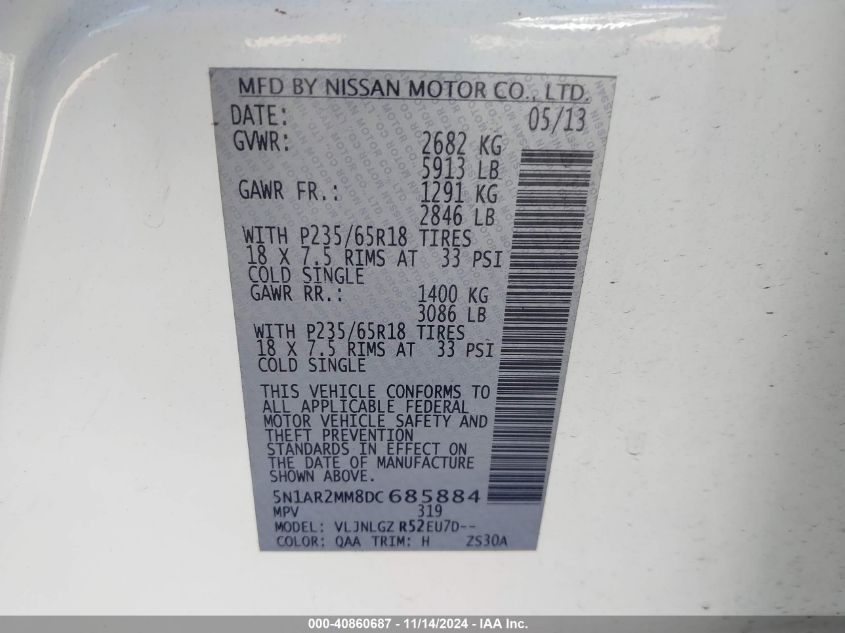 MFD BY NISSAN MOTOR CO., LTD.
DATE: 05/13
GVWR: 2682 KG
5913 LB
GAWR FR.: 1291 KG
2846 LB
WITH P235/65R18 TIRES
18 X 7.5 RIMS AT 33 PSI
COLD SINGLE
GAWR RR.: 1400 KG
3086 LB
WITH P235/65R18 TIRES
18 X 7.5 RIMS AT 33 PSI
COLD SINGLE
THIS VEHICLE CONFORMS TO
ALL APPLICABLE FEDERAL
MOTOR VEHICLE SAFETY AND
THEFT PREVENTION
STANDARDS IN EFFECT ON
THE DATE OF MANUFACTURE
SHOWN ABOVE.
5N1AR2MM8DC685884
MPV 319
MODEL: VLJNLGZ R52EU7D--
COLOR: QAA TRIM: H ZS30A
000-40860687 - 11/14/2024 - IAA Inc.